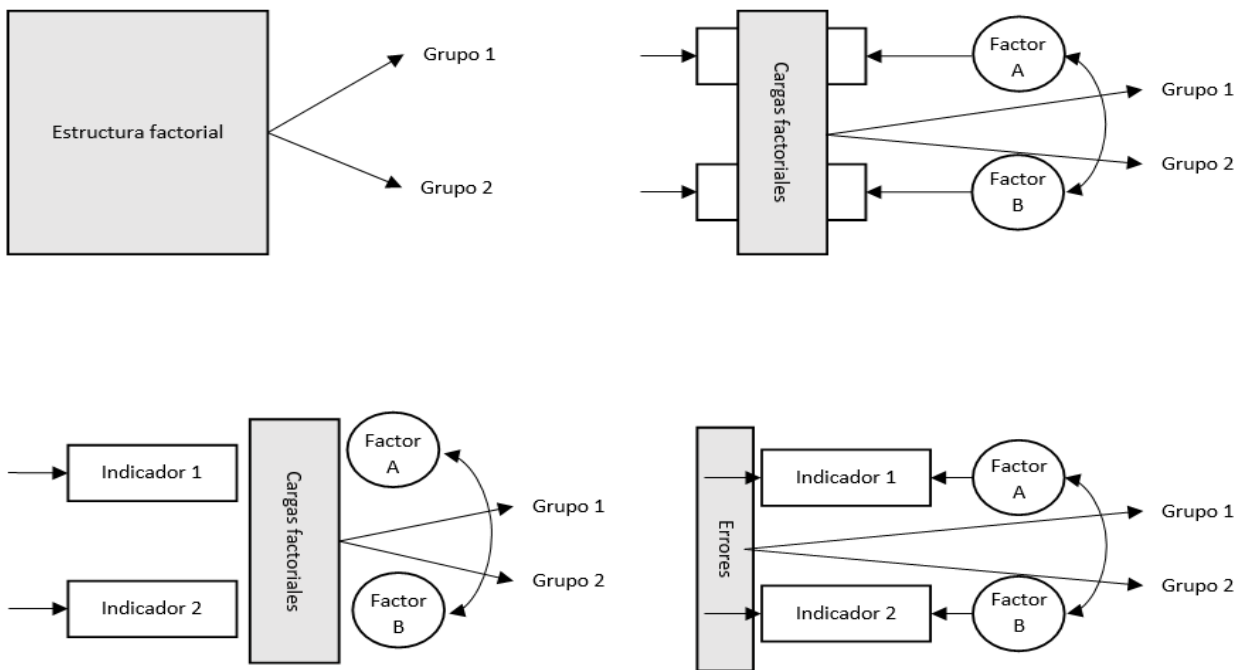 Estructura factorial
Grupo 1
Grupo 2
Cargas factoriales
Factor
A
Factor
B
Grupo 1
Grupo 2
Indicador 1
Indicador 2
Cargas factoriales
Factor
A
Factor
B
Grupo 1
Grupo 2
Errores
Indicador 1
Indicador 2
Factor
A
Factor
B
Grupo 1
Grupo 2